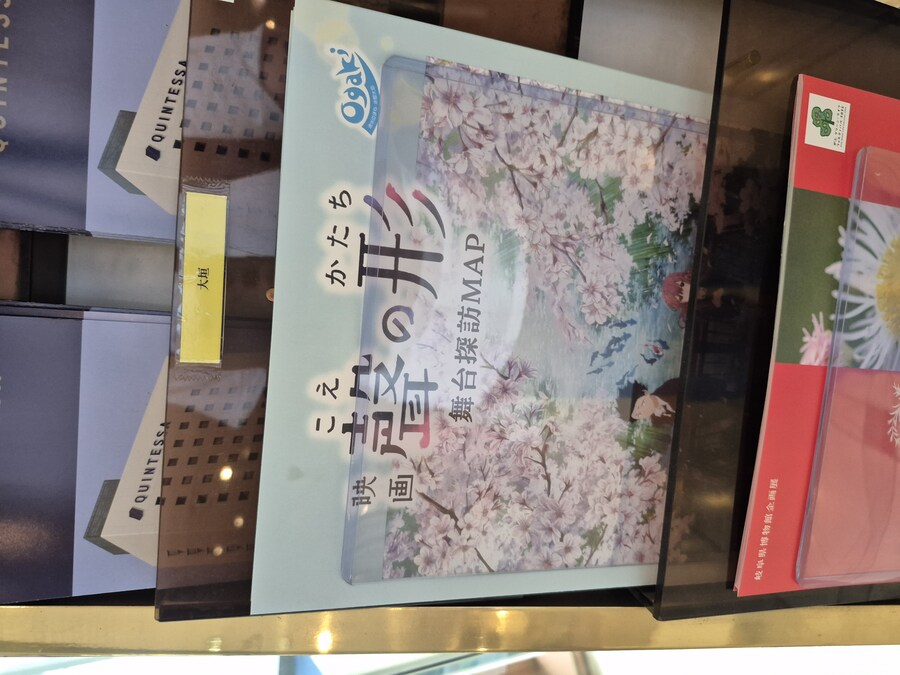 QUINTESSA
QUINTESSA
大垣
Ogaki
映画
聲の形
こえ
かたち
舞台探訪MAP
岐阜県博物館企画展